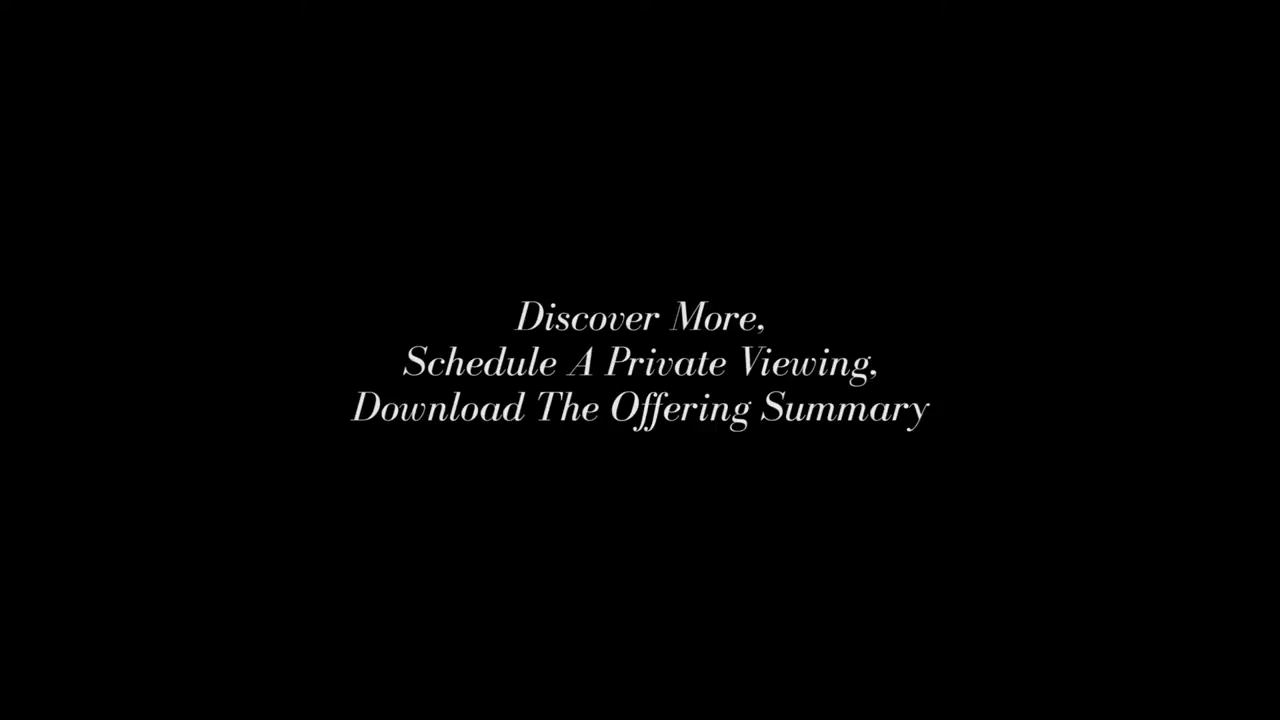 Discover More,
Schedule A Private Viewing,
Download The Offering Summary